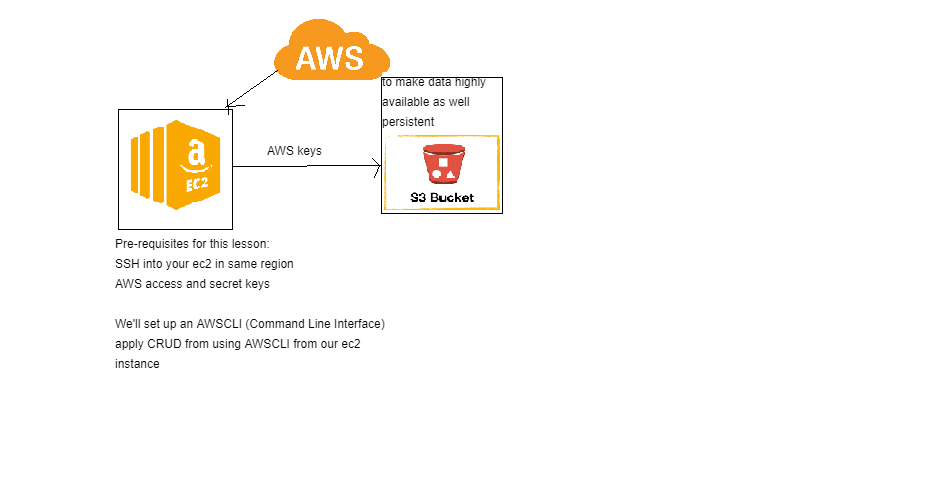 AWS
to make data highly
available as well
persistent
a
EC2
AWS keys
S3 Bucket
Pre-requisites for this lesson:
SSH into your ec2 in same region
AWS access and secret keys
We'll set up an AWSCLI (Command Line Interface)
apply CRUD from using AWSCLI from our ec2
instance